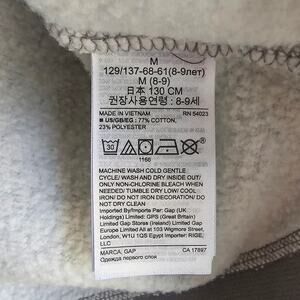 M
129/137-68-61(8-9лет)
M (8-9)
日本 130 CM
권장사용연령 : 8-9세
MADE IN VIETNAM RN 54023
■ US/GB/EG : 77% COTTON,
23% POLYESTER
30
1166
MACHINE WASH COLD GENTLE
CYCLE/ WASH AND DRY INSIDE OUT/
ONLY NON-CHLORINE BLEACH WHEN
NEEDED/ TUMBLE DRY LOW/ COOL
IRON/ DO NOT IRON DECORATION/ DO
NOT DRY CLEAN
Imported By/Importe Par: Gap (UK
Holdings) Limited: GPS (Great Britain)
Limited Gap Stores (Ireland) Limited Gap
Europe Limited All at 103 Wigmore Street,
London, W1U 1QS Egypt Importer: RIGE,
LLC/
MARCA, GAP CA 17897
Одежда первого слоя